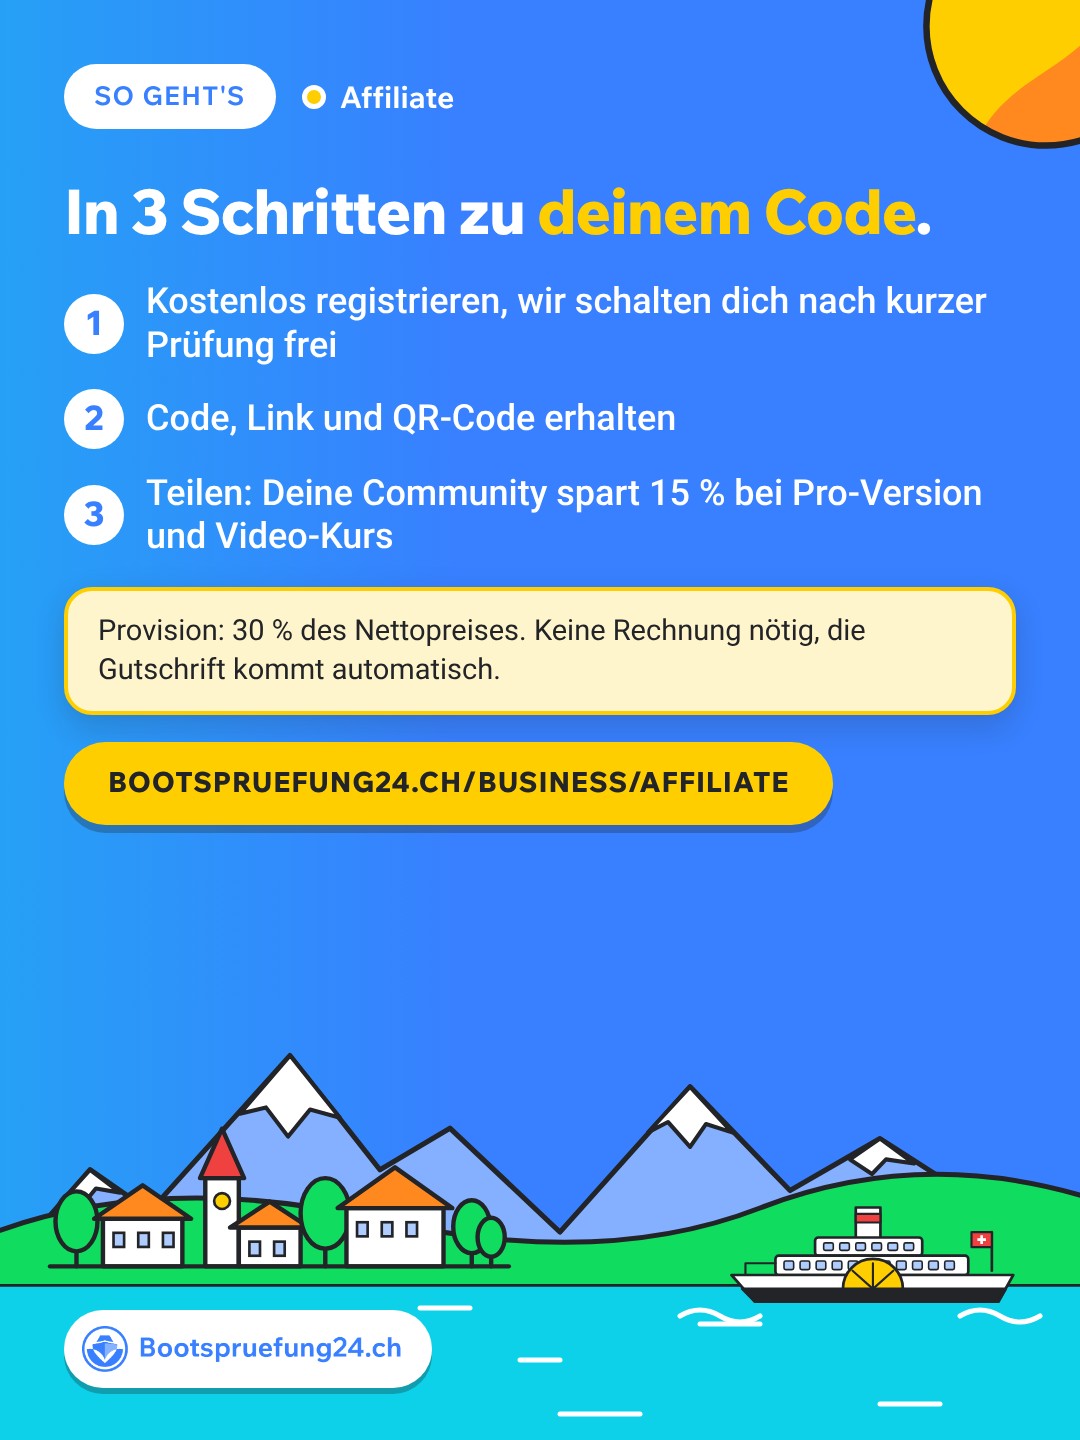 SO GEHT'S
Affiliate
In 3 Schritten zu deinem Code.
1
Kostenlos registrieren, wir schalten dich nach kurzer
Prüfung frei
2
Code, Link und QR-Code erhalten
3
Teilen: Deine Community spart 15 % bei Pro-Version
und Video-Kurs
Provision: 30 % des Nettopreises. Keine Rechnung nötig, die
Gutschrift kommt automatisch.
BOOTSPRUEFUNG24.CH/BUSINESS/AFFILIATE
Bootspruefung24.ch